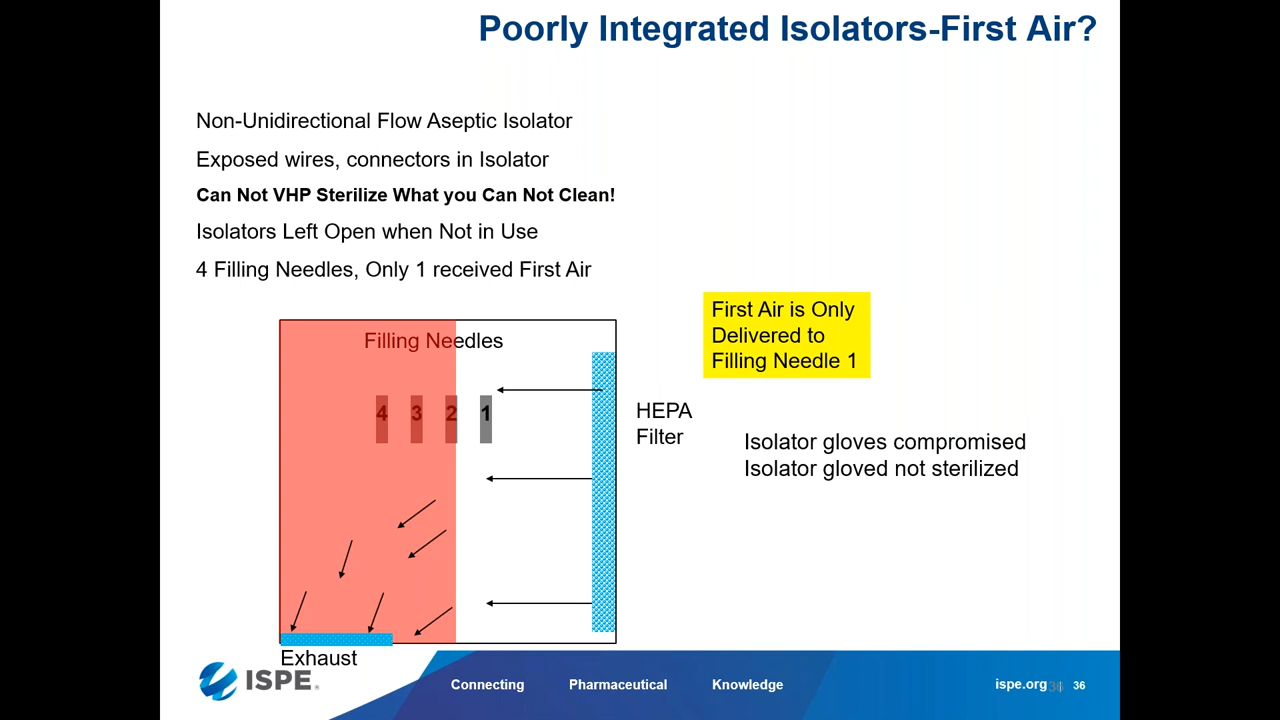 Poorly Integrated Isolators-First Air?
Non-Unidirectional Flow Aseptic Isolator
Exposed wires, connectors in Isolator
Can Not VHP Sterilize What you Can Not Clean!
Isolators Left Open when Not in Use
4 Filling Needles, Only 1 received First Air
First Air is Only
Delivered to
Filling Needle 1
Filling Needles
4 3 2 1
HEPA
Filter
Isolator gloves compromised
Isolator gloved not sterilized
Exhaust
ISPE
Connecting Pharmaceutical Knowledge
ispe.org 36